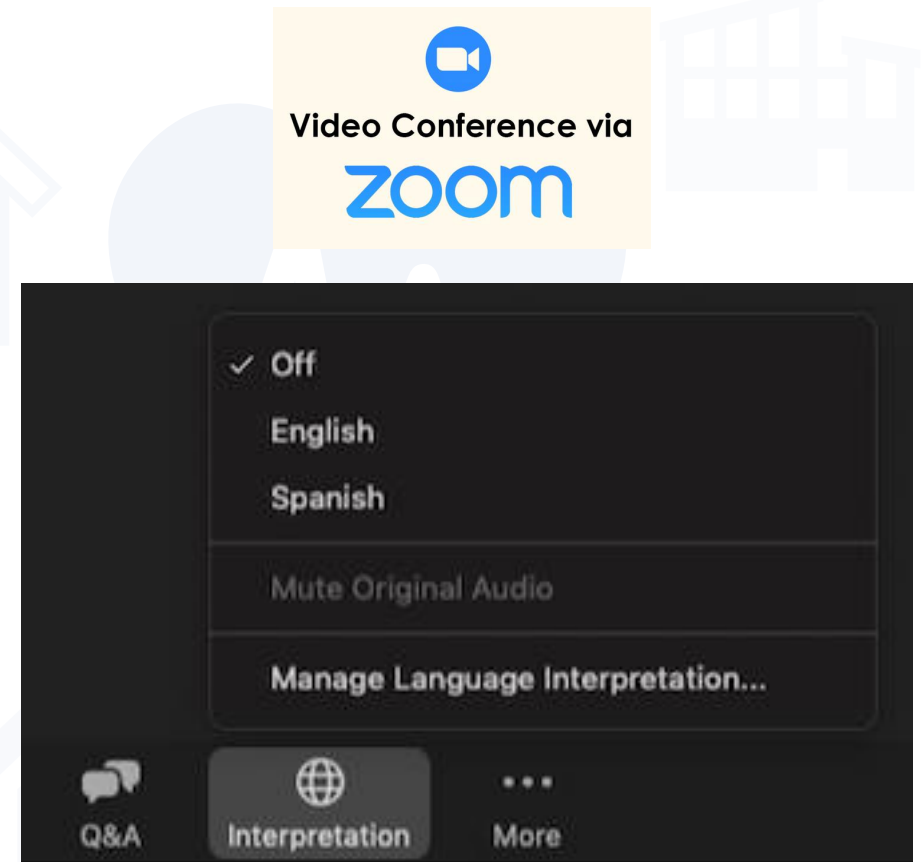 Video Conference via
zoom
Off
English
Spanish
Mute Original Audio
Manage Language Interpretation...
Q&A
Interpretation
More